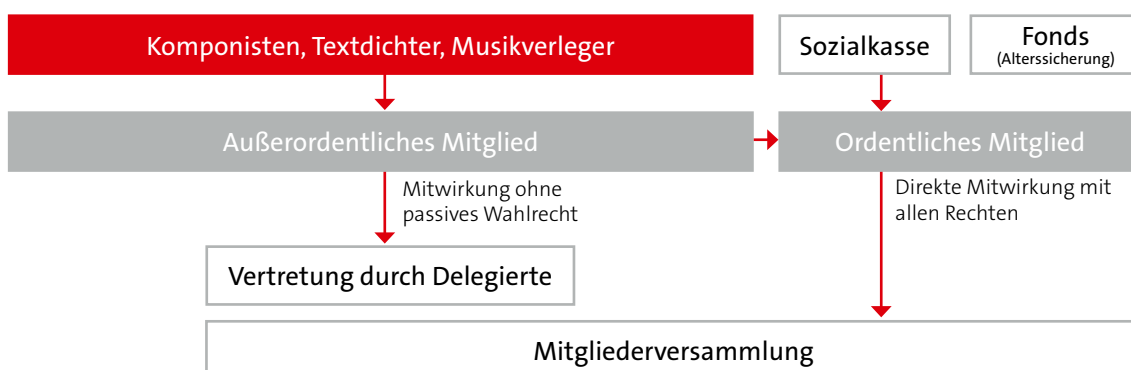 Komponisten, Textdichter, Musikverleger
Sozialkasse
Fonds
(Alterssicherung)
Außerordentliches Mitglied
Ordentliches Mitglied
Mitwirkung ohne
passives Wahlrecht
Direkte Mitwirkung mit
allen Rechten
Vertretung durch Delegierte
Mitgliederversammlung